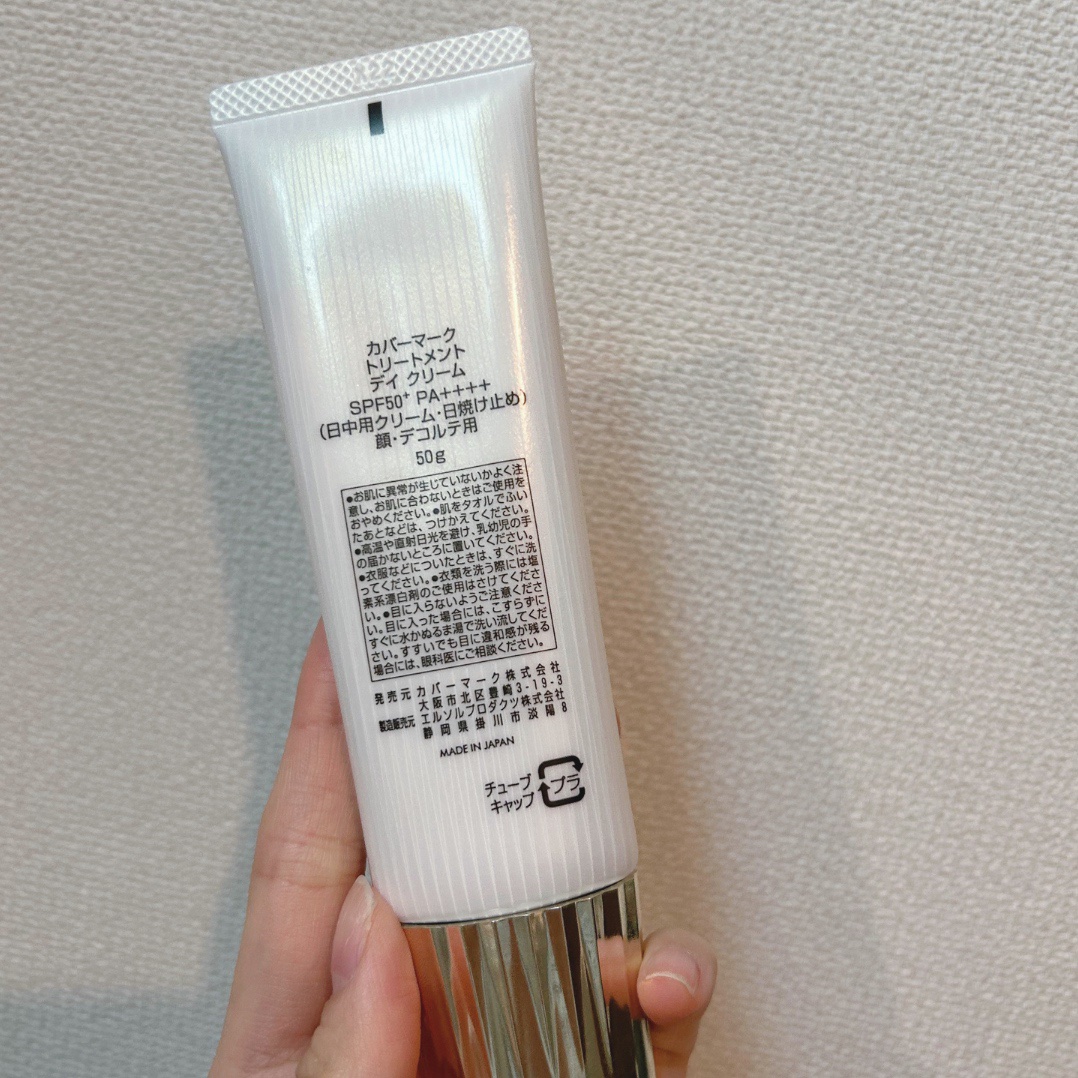 カバーマーク
トリートメント
デイ クリーム
SPF50⁺ PA++++
(日中用クリーム・日焼け止め)
顔・デコルテ用
50g
●お肌に異常が生じていないかよく注
意し、お肌に合わないときはご使用を
おやめください。●肌をタオルでふい
たあとなどは、つけかえてください。
●高温や直射日光を避け、乳幼児の手
の届かないところに置いてください。
●衣服などについたときは、すぐに洗
ってください。●衣類を洗う際には塩
素系漂白剤のご使用はさけてくださ
い。●目に入らないようご注意くださ
い。目に入った場合には、こすらずに
すぐに水かぬるま湯で洗い流してくだ
さい。すすいでも目に違和感が残る
場合には、眼科医にご相談ください。
発売元 カバーマーク株式会社
大阪市北区豊崎3-19-3
製造販売元 エルソルプロダクツ株式会社
静岡県掛川市淡陽8
MADE IN JAPAN
チューブ
キャップ
プラ